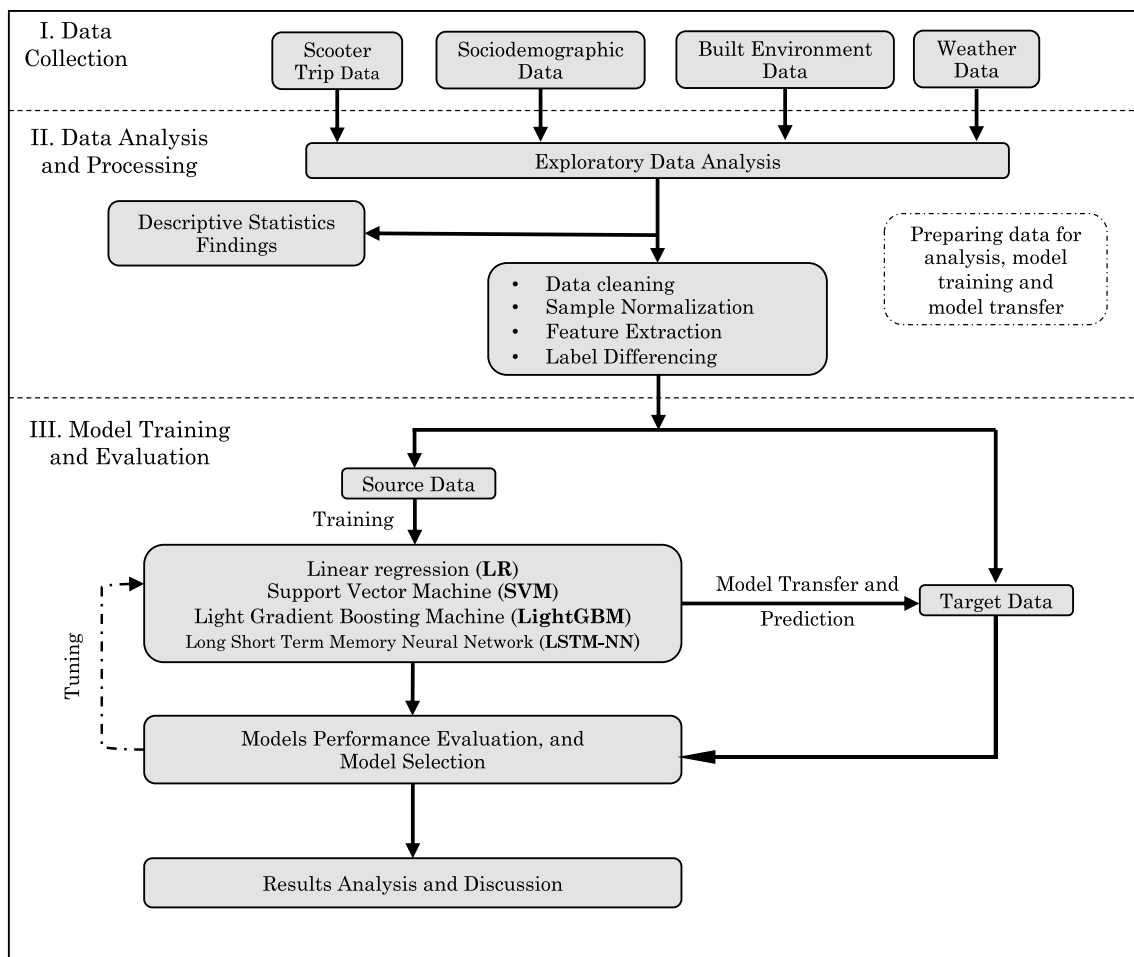 I. Data
Collection
Scooter
Trip Data
Sociodemographic
Data
Built Environment
Data
Weather
Data
II. Data Analysis
and Processing
Exploratory Data Analysis
Descriptive Statistics
Findings
Preparing data for
analysis, model
training and
model transfer
• Data cleaning
• Sample Normalization
• Feature Extraction
• Label Differencing
III. Model Training
and Evaluation
Source Data
Training
Linear regression (LR)
Support Vector Machine (SVM)
Light Gradient Boosting Machine (LightGBM)
Long Short Term Memory Neural Network (LSTM-NN)
Model Transfer and
Prediction
Target Data
Tuning
Models Performance Evaluation, and
Model Selection
Results Analysis and Discussion